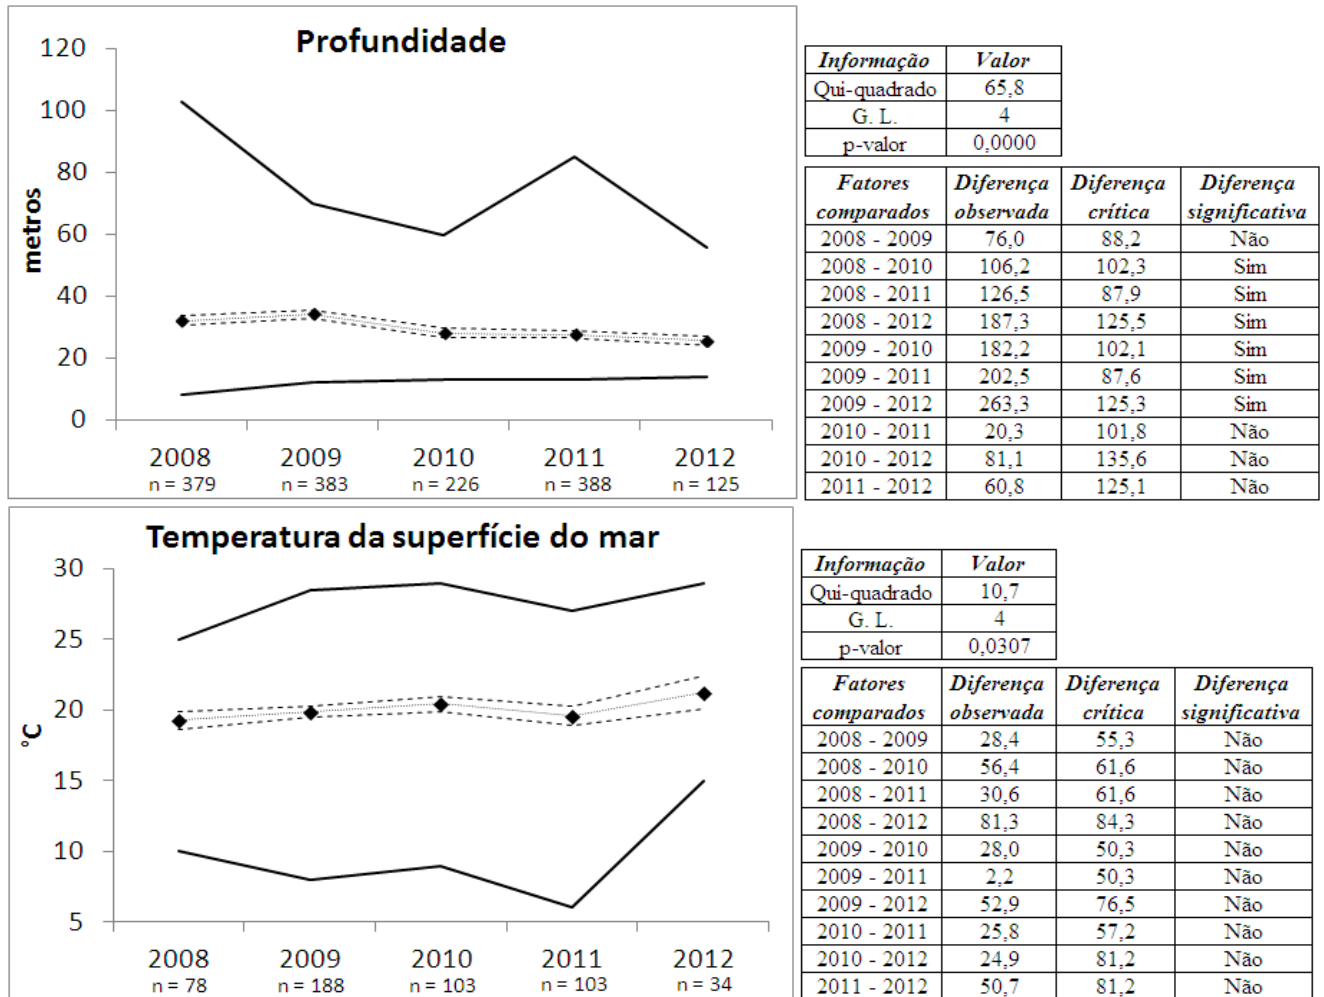 Profundidade
120
100
80
60
40
20
0
metros
2008 2009 2010 2011 2012
n = 379 n = 383 n = 226 n = 388 n = 125
Informação Valor
Qui-quadrado 65,8
G. L. 4
p-valor 0,0000
Fatores Diferença Diferença Diferença
comparados observada crítica significativa
2008 - 2009 76,0 88,2 Não
2008 - 2010 106,2 102,3 Sim
2008 - 2011 126,5 87,9 Sim
2008 - 2012 187,3 125,5 Sim
2009 - 2010 182,2 102,1 Sim
2009 - 2011 202,5 87,6 Sim
2009 - 2012 263,3 125,3 Sim
2010 - 2011 20,3 101,8 Não
2010 - 2012 81,1 135,6 Não
2011 - 2012 60,8 125,1 Não
Temperatura da superfície do mar
30
25
20
15
10
5
°C
2008 2009 2010 2011 2012
n = 78 n = 188 n = 103 n = 103 n = 34
Informação Valor
Qui-quadrado 10,7
G. L. 4
p-valor 0,0307
Fatores Diferença Diferença Diferença
comparados observada crítica significativa
2008 - 2009 28,4 55,3 Não
2008 - 2010 56,4 61,6 Não
2008 - 2011 30,6 61,6 Não
2008 - 2012 81,3 84,3 Não
2009 - 2010 28,0 50,3 Não
2009 - 2011 2,2 50,3 Não
2009 - 2012 52,9 76,5 Não
2010 - 2011 25,8 57,2 Não
2010 - 2012 24,9 81,2 Não
2011 - 2012 50,7 81,2 Não